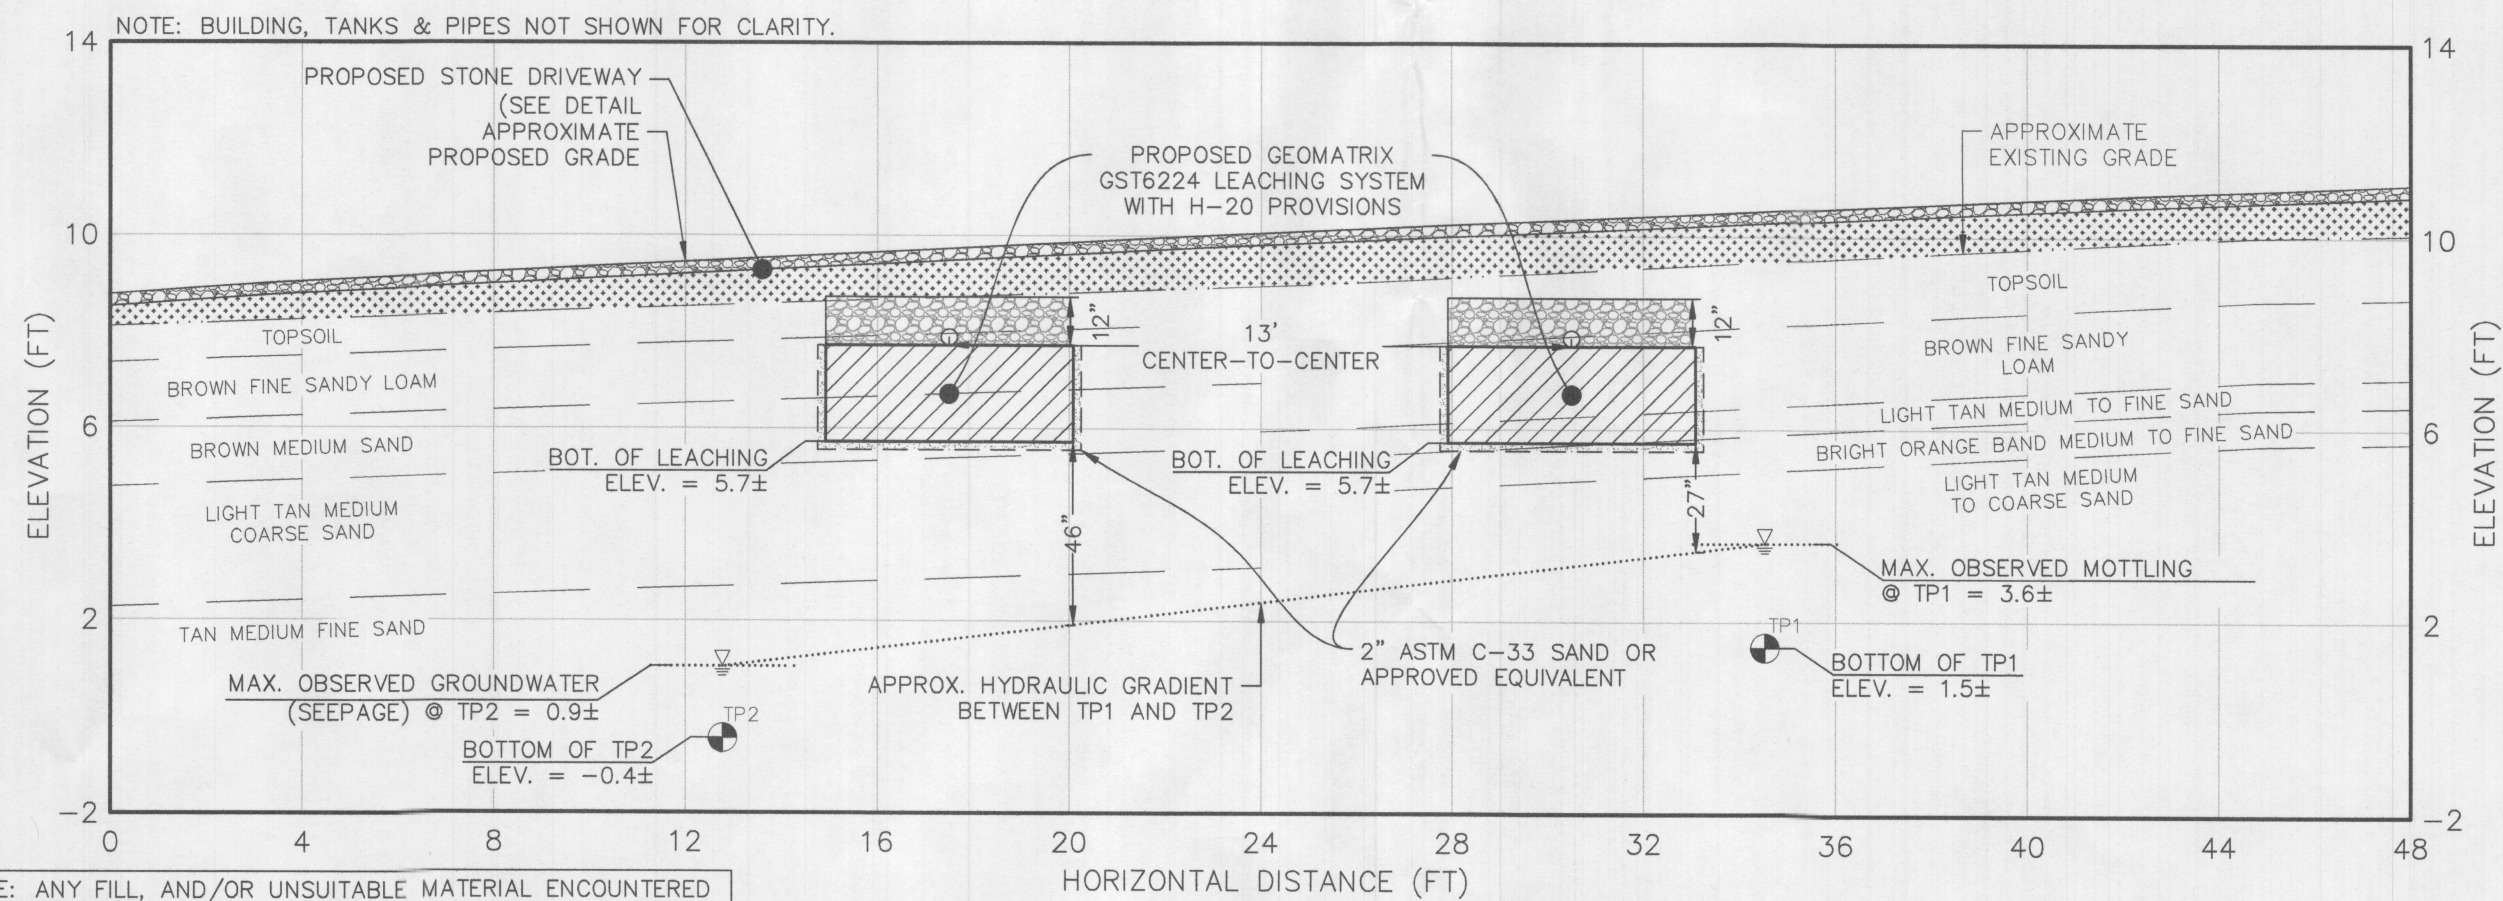 NOTE: BUILDING, TANKS & PIPES NOT SHOWN FOR CLARITY.
14
14
PROPOSED STONE DRIVEWAY
(SEE DETAIL
APPROXIMATE
PROPOSED GRADE
PROPOSED GEOMATRIX
GST6224 LEACHING SYSTEM
WITH H-20 PROVISIONS
APPROXIMATE
EXISTING GRADE
10
10
TOPSOIL
TOPSOIL
12"
12"
13'
CENTER-TO-CENTER
BROWN FINE SANDY
LOAM
BROWN FINE SANDY LOAM
LIGHT TAN MEDIUM TO FINE SAND
6
6
BROWN MEDIUM SAND
BRIGHT ORANGE BAND MEDIUM TO FINE SAND
BOT. OF LEACHING
ELEV. = 5.7±
BOT. OF LEACHING
ELEV. = 5.7±
LIGHT TAN MEDIUM
TO COARSE SAND
LIGHT TAN MEDIUM
COARSE SAND
46"
27"
ELEVATION (FT)
ELEVATION (FT)
MAX. OBSERVED MOTTLING
@ TP1 = 3.6±
2
2
TAN MEDIUM FINE SAND
TP1
2" ASTM C-33 SAND OR
APPROVED EQUIVALENT
BOTTOM OF TP1
ELEV. = 1.5±
MAX. OBSERVED GROUNDWATER
(SEEPAGE) @ TP2 = 0.9±
APPROX. HYDRAULIC GRADIENT
BETWEEN TP1 AND TP2
TP2
BOTTOM OF TP2
ELEV. = -0.4±
-2
-2
0 4 8 12 16 20 24 28 32 36 40 44 48
HORIZONTAL DISTANCE (FT)
E: ANY FILL, AND/OR UNSUITABLE MATERIAL ENCOUNTERED